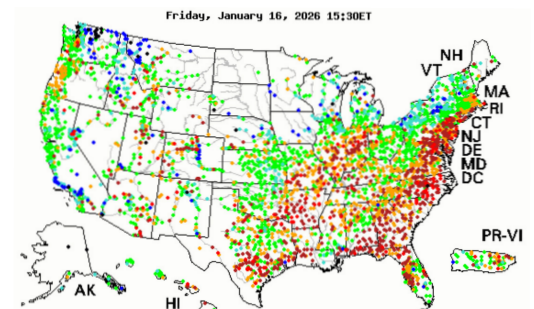 Friday, January 16, 2026 15:30ET
NH
VT
MA
RI
CT
NJ
DE
MD
DC
PR-VI
AK
HI